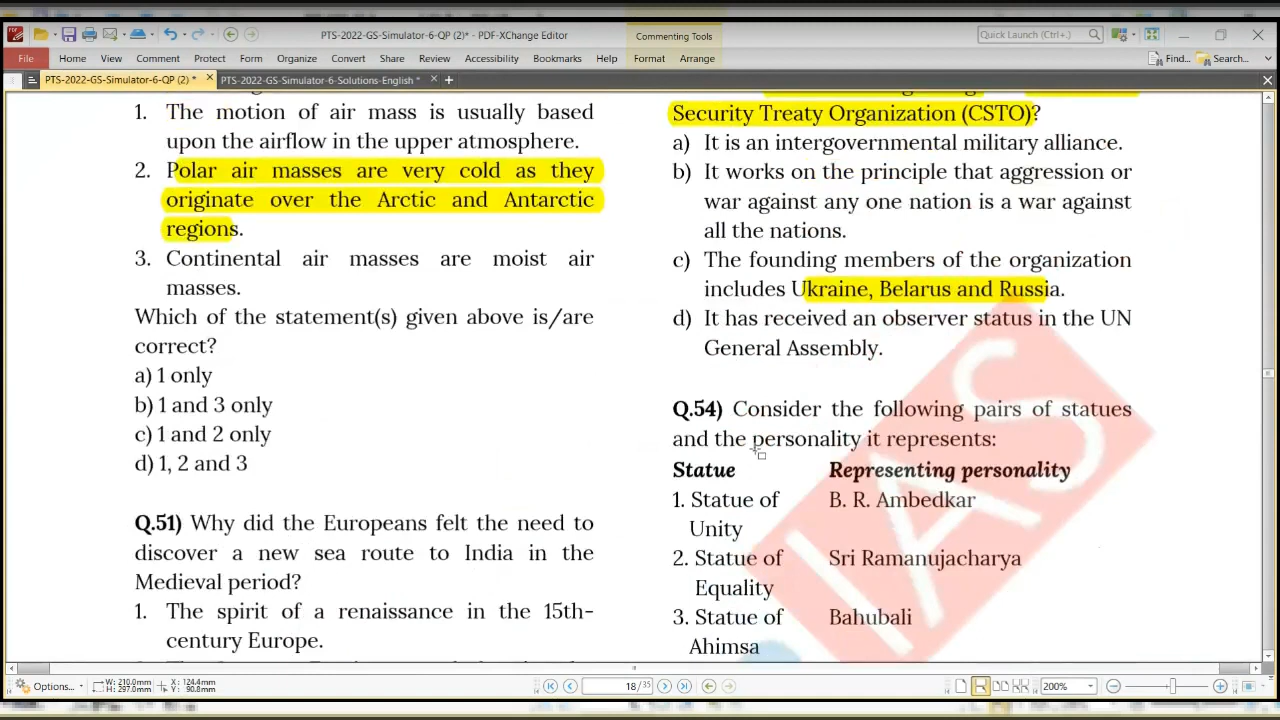 PTS-2022-GS-Simulator-6-QP (2)* - PDF-XChange Editor
Commenting Tools
Quick Launch (Ctrl+.)
File Home View Comment Protect Form Organize Convert Share Review Accessibility Bookmarks Help Format Arrange
Find... Search...
PTS-2022-GS-Simulator-6-QP (2) *
PTS-2022-GS-Simulator-6-Solutions-English *
1. The motion of air mass is usually based
upon the airflow in the upper atmosphere.
2. Polar air masses are very cold as they
originate over the Arctic and Antarctic
regions.
3. Continental air masses are moist air
masses.
Which of the statement(s) given above is/are
correct?
a) 1 only
b) 1 and 3 only
c) 1 and 2 only
d) 1, 2 and 3
Q.51) Why did the Europeans felt the need to
discover a new sea route to India in the
Medieval period?
1. The spirit of a renaissance in the 15th-
century Europe.
Security Treaty Organization (CSTO)?
a) It is an intergovernmental military alliance.
b) It works on the principle that aggression or
war against any one nation is a war against
all the nations.
c) The founding members of the organization
includes Ukraine, Belarus and Russia.
d) It has received an observer status in the UN
General Assembly.
Q.54) Consider the following pairs of statues
and the personality it represents:
Statue Representing personality
1. Statue of B. R. Ambedkar
Unity
2. Statue of Sri Ramanujacharya
Equality
3. Statue of Bahubali
Ahimsa
IAS
Options...
W: 210.0mm
H: 297.0mm
X: 124.4mm
Y: 90.8mm
18/35
200%